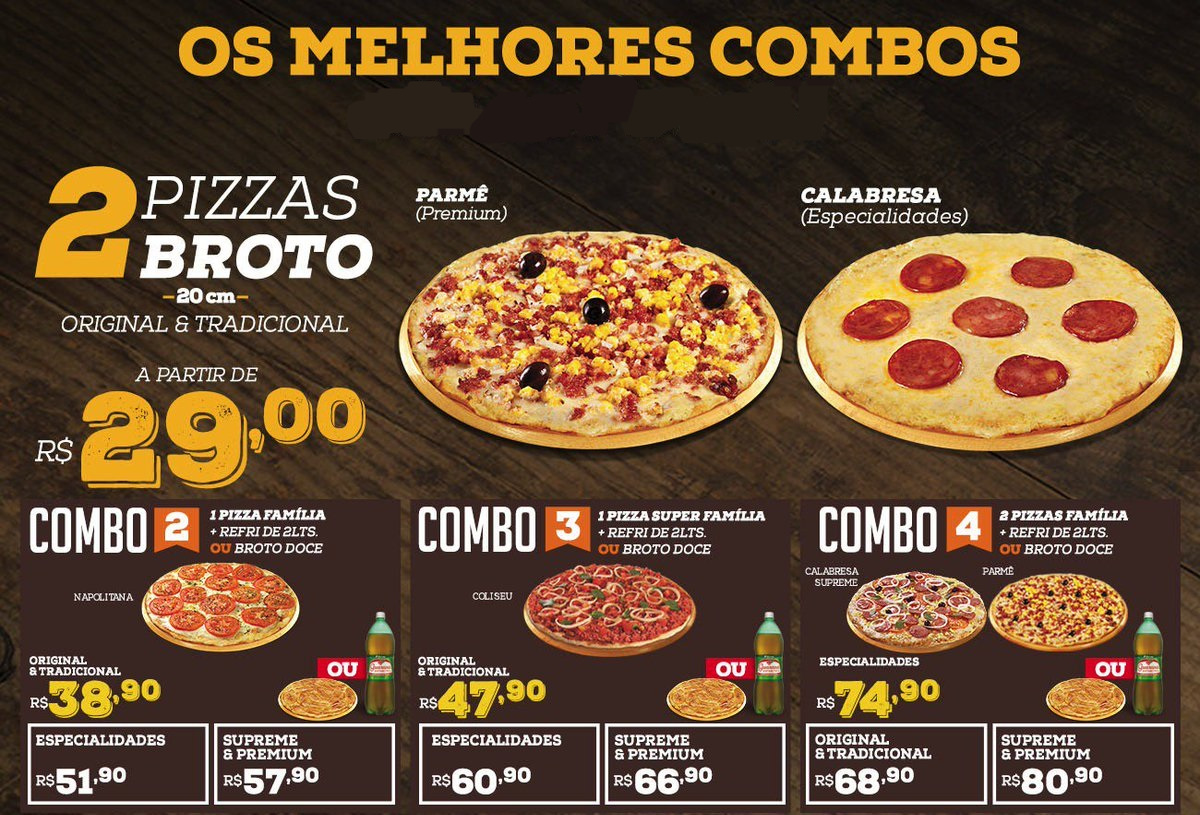 OS MELHORES COMBOS
2 PIZZAS
BROTO
20 cm
ORIGINAL & TRADICIONAL
A PARTIR DE
R$ 29,00
PARMÊ
(Premium)
CALABRESA
(Especialidades)
COMBO 2
1 PIZZA FAMÍLIA
+ REFRI DE 2LTS.
OU BROTO DOCE
NAPOLITANA
ORIGINAL
& TRADICIONAL
R$ 38,90
OU
ESPECIALIDADES
R$ 51,90
SUPREME
& PREMIUM
R$ 57,90
COMBO 3
1 PIZZA SUPER FAMÍLIA
+ REFRI DE 2LTS.
OU BROTO DOCE
COLISEU
ORIGINAL
& TRADICIONAL
R$ 47,90
OU
ESPECIALIDADES
R$ 60,90
SUPREME
& PREMIUM
R$ 66,90
COMBO 4
2 PIZZAS FAMÍLIA
+ REFRI DE 2LTS.
OU BROTO DOCE
CALABRESA
SUPREME
PARMÊ
ESPECIALIDADES
R$ 74,90
OU
ORIGINAL
& TRADICIONAL
R$ 68,90
SUPREME
& PREMIUM
R$ 80,90